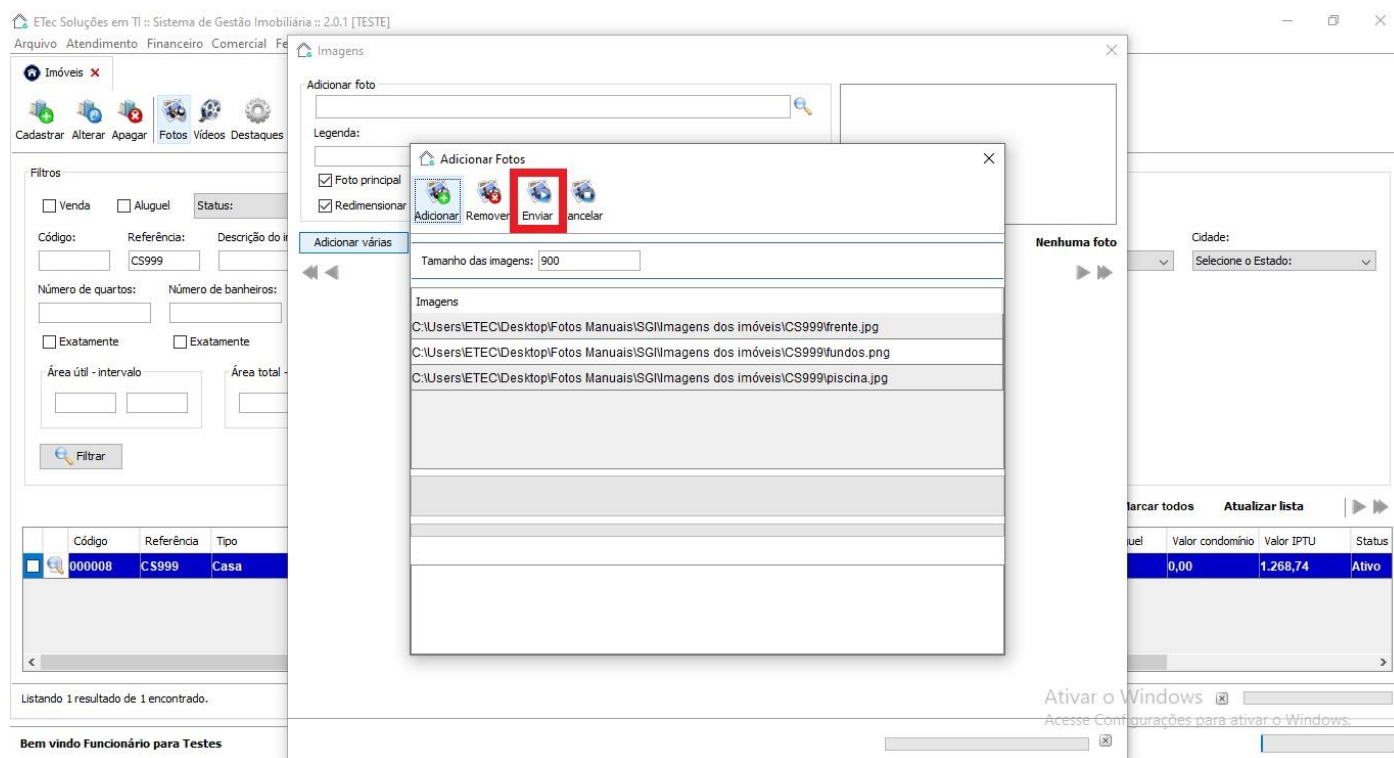 ETec Soluções em TI :: Sistema de Gestão Imobiliária :: 2.0.1 [TESTE]
Arquivo Atendimento Financeiro Comercial Fe
Imóveis
Cadastrar Alterar Apagar Fotos Vídeos Destaques
Filtros
Venda Aluguel Status:
Código: Referência: Descrição do i
CS999
Número de quartos: Número de banheiros:
Exatamente Exatamente
Área útil - intervalo Área total -
Filtrar
Imagens
Adicionar foto
Legenda:
Foto principal
Redimensionar
Adicionar várias
Nenhuma foto
Adicionar Fotos
Adicionar Remover Enviar ancelar
Tamanho das imagens: 900
Imagens
C:\Users\ETEC\Desktop\Fotos Manuais\SGI\Imagens dos imóveis\CS999\frente.jpg
C:\Users\ETEC\Desktop\Fotos Manuais\SGI\Imagens dos imóveis\CS999\fundos.png
C:\Users\ETEC\Desktop\Fotos Manuais\SGI\Imagens dos imóveis\CS999\piscina.jpg
Cidade:
Selecione o Estado:
Marcar todos Atualizar lista
Código Referência Tipo uel Valor condomínio Valor IPTU Status
000008 CS999 Casa 0,00 1.268,74 Ativo
Listando 1 resultado de 1 encontrado.
Ativar o Windows
Acesse Configurações para ativar o Windows.
Bem vindo Funcionário para Testes